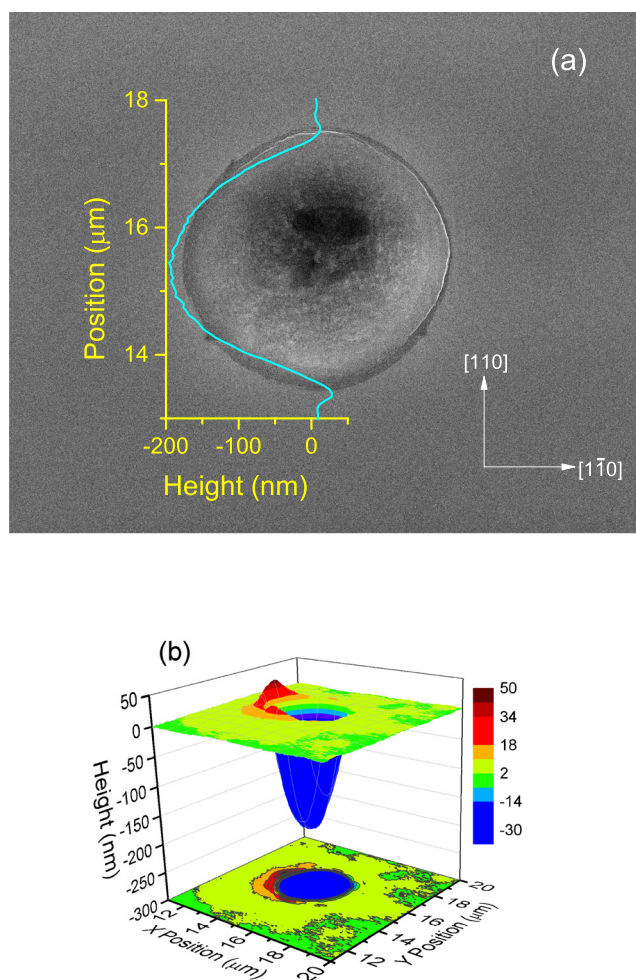 (a)
18
16
14
Position (μm)
-200 -100 0
Height (nm)
[110]
[11̄0]
(b)
50
0
-50
-100
-150
-200
-250
-300
Height (nm)
12 14 16 18 20
X Position (μm)
12 14 16 18 20
Y Position (μm)
50
34
18
2
-14
-30